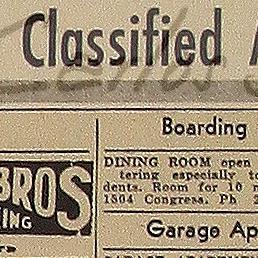 Classified
Boarding
DINING ROOM open
tering especially to
dents. Room for 10 m
1504 Congress. Ph 2
BROS
ING
Garage Ap